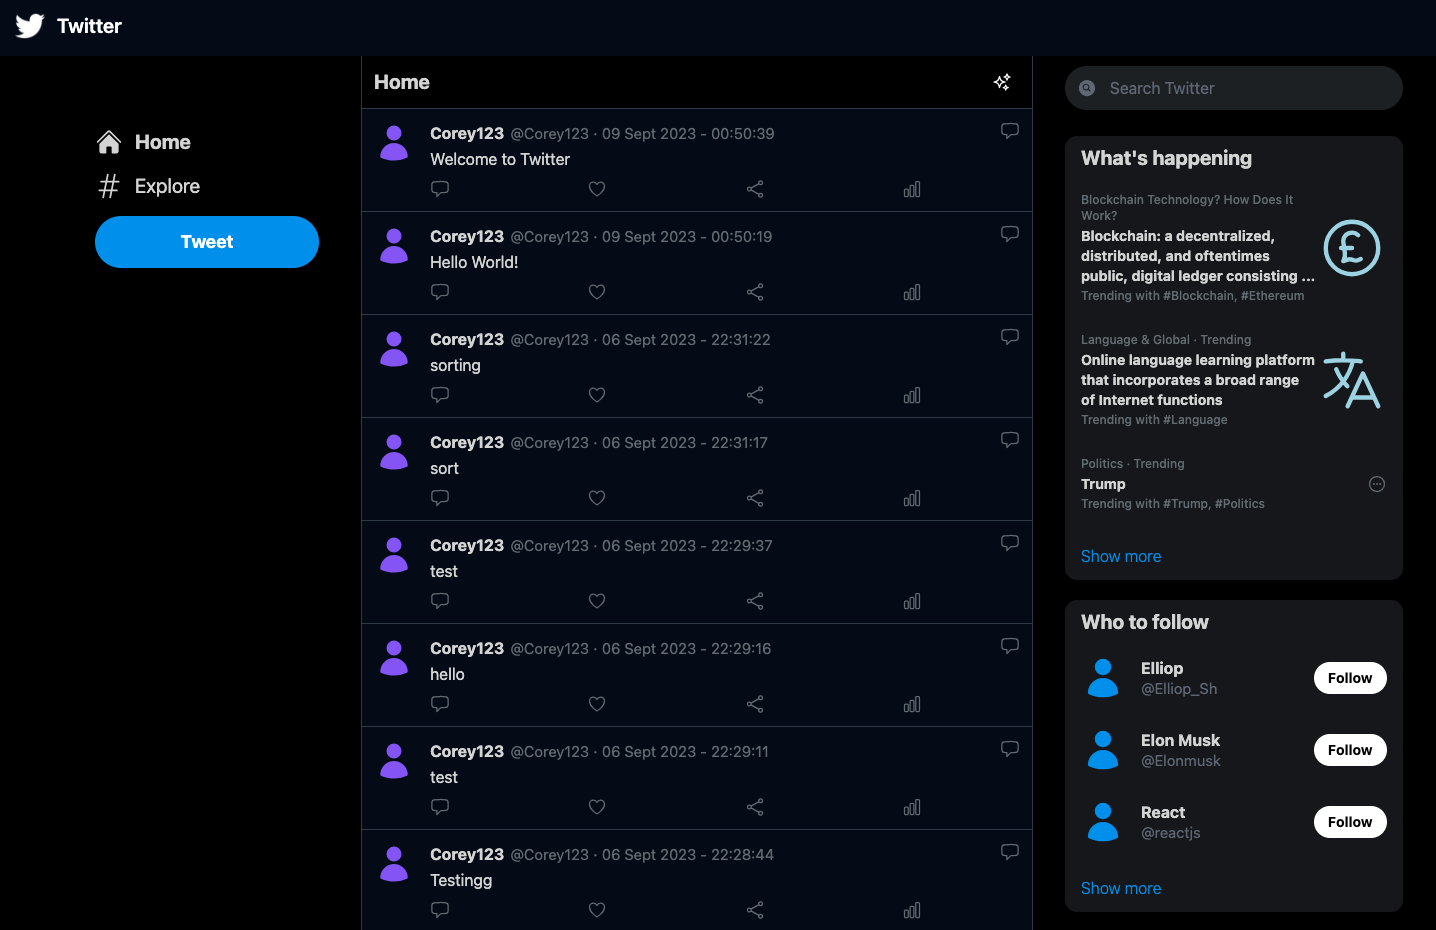 Twitter
Home
Explore
Tweet
Home
Corey123 @Corey123 · 09 Sept 2023 - 00:50:39
Welcome to Twitter
Corey123 @Corey123 · 09 Sept 2023 - 00:50:19
Hello World!
Corey123 @Corey123 · 06 Sept 2023 - 22:31:22
sorting
Corey123 @Corey123 · 06 Sept 2023 - 22:31:17
sort
Corey123 @Corey123 · 06 Sept 2023 - 22:29:37
test
Corey123 @Corey123 · 06 Sept 2023 - 22:29:16
hello
Corey123 @Corey123 · 06 Sept 2023 - 22:29:11
test
Corey123 @Corey123 · 06 Sept 2023 - 22:28:44
Testingg
Search Twitter
What's happening
Blockchain Technology? How Does It
Work?
Blockchain: a decentralized,
distributed, and oftentimes
public, digital ledger consisting ...
Trending with #Blockchain, #Ethereum
Language & Global · Trending
Online language learning platform
that incorporates a broad range
of Internet functions
Trending with #Language
Politics · Trending
Trump
Trending with #Trump, #Politics
Show more
Who to follow
Elliop
@Elliop_Sh
Follow
Elon Musk
@Elonmusk
Follow
React
@reactjs
Follow
Show more